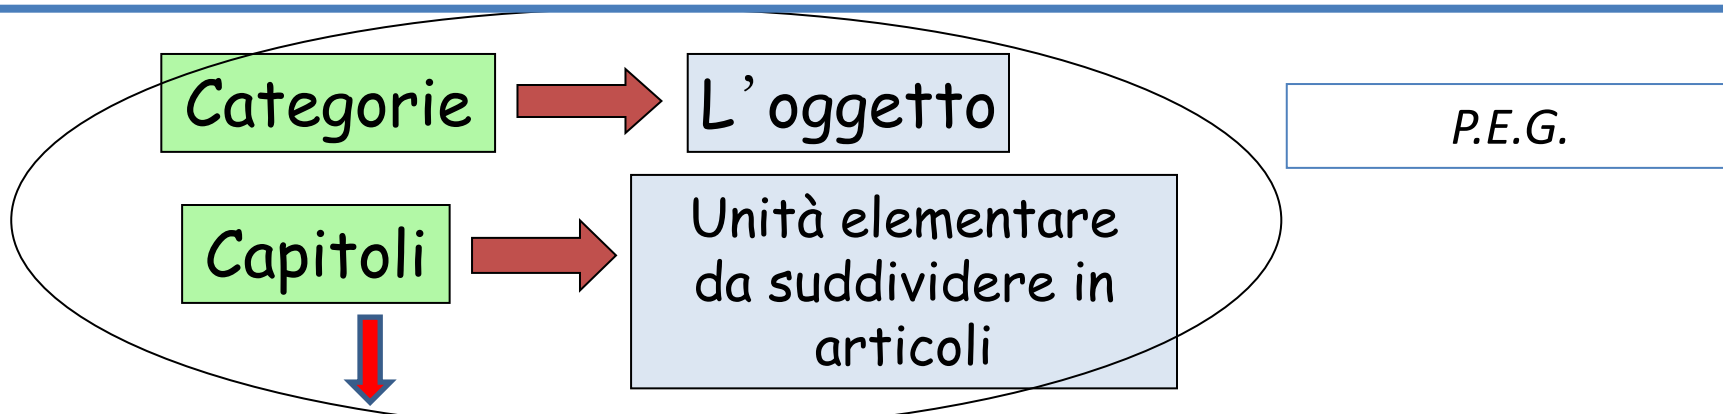 Categorie
L’oggetto
P.E.G.
Capitoli
Unità elementare
da suddividere in
articoli